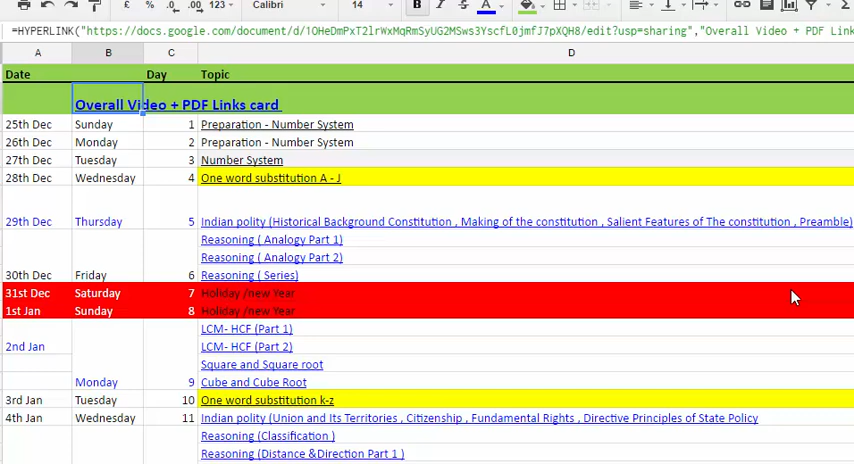 £ % .0 .00 123 Calibri 14 B I S A
=HYPERLINK("https://docs.google.com/document/d/1OHeDmPxT2lrWxMqRmSyUG2MSws3YscfL0jmfJ7pXQH8/edit?usp=sharing","Overall Video + PDF Link
A B C D
Date Day Topic
Overall Video + PDF Links card
25th Dec Sunday 1 Preparation - Number System
26th Dec Monday 2 Preparation - Number System
27th Dec Tuesday 3 Number System
28th Dec Wednesday 4 One word substitution A - J
29th Dec Thursday 5 Indian polity (Historical Background Constitution , Making of the constitution , Salient Features of The constitution , Preamble)
Reasoning ( Analogy Part 1)
Reasoning ( Analogy Part 2)
30th Dec Friday 6 Reasoning ( Series)
31st Dec Saturday 7 Holiday /new Year
1st Jan Sunday 8 Holiday /new Year
LCM- HCF (Part 1)
2nd Jan LCM- HCF (Part 2)
Square and Square root
Monday 9 Cube and Cube Root
3rd Jan Tuesday 10 One word substitution k-z
4th Jan Wednesday 11 Indian polity (Union and Its Territories , Citizenship , Fundamental Rights , Directive Principles of State Policy
Reasoning (Classification )
Reasoning (Distance &Direction Part 1 )